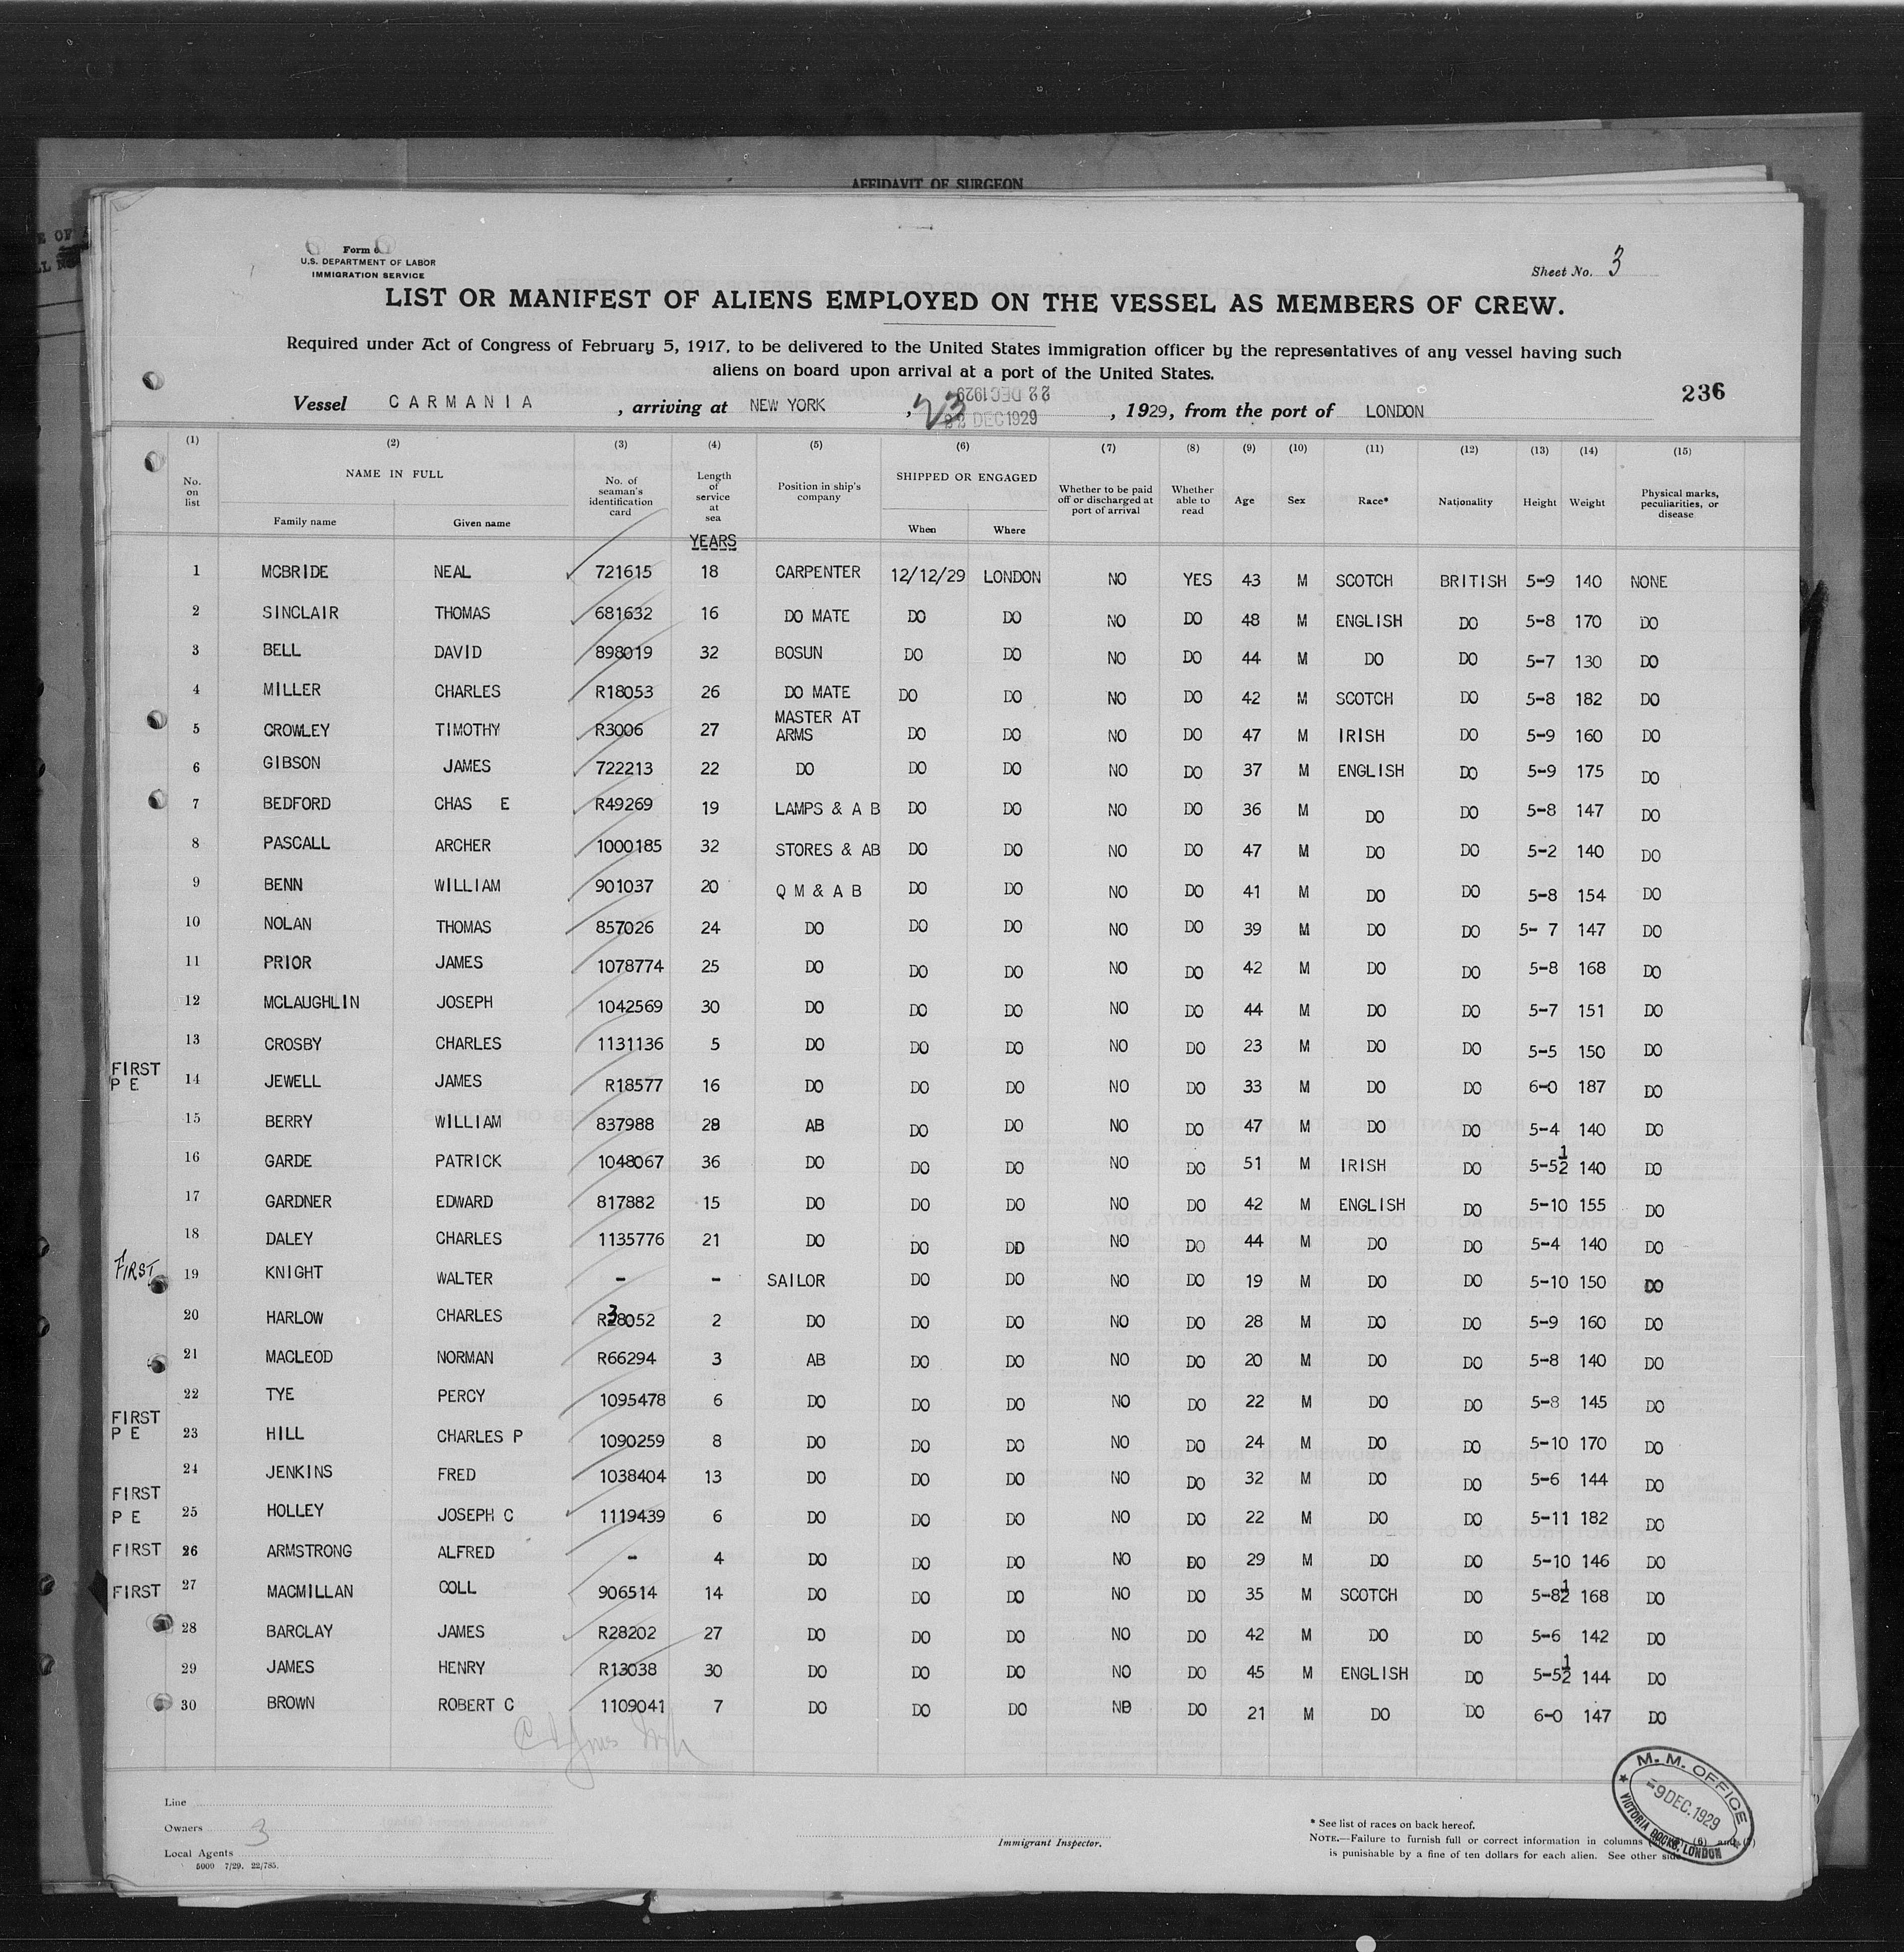 AFFIDAVIT OF SURGEON
Form 6
U.S. DEPARTMENT OF LABOR
IMMIGRATION SERVICE
Sheet No. 3
LIST OR MANIFEST OF ALIENS EMPLOYED ON THE VESSEL AS MEMBERS OF CREW.
Required under Act of Congress of February 5, 1917, to be delivered to the United States immigration officer by the representatives of any vessel having such
aliens on board upon arrival at a port of the United States.
236
22 DEC 1929
Vessel CARMANIA , arriving at NEW YORK , 23 22 DEC 1929 , 1929, from the port of LONDON
(1) (2) (3) (4) (5) (6) (7) (8) (9) (10) (11) (12) (13) (14) (15)
No. on list NAME IN FULL No. of seaman's identification card Length of service at sea Position in ship's company SHIPPED OR ENGAGED Whether to be paid off or discharged at port of arrival Whether able to read Age Sex Race* Nationality Height Weight Physical marks, peculiarities, or disease
Family name Given name When Where
YEARS
1 MCBRIDE NEAL 721615 18 CARPENTER 12/12/29 LONDON NO YES 43 M SCOTCH BRITISH 5-9 140 NONE
2 SINCLAIR THOMAS 681632 16 DO MATE DO DO NO DO 48 M ENGLISH DO 5-8 170 DO
3 BELL DAVID 898019 32 BOSUN DO DO NO DO 44 M DO DO 5-7 130 DO
4 MILLER CHARLES R18053 26 DO MATE DO DO NO DO 42 M SCOTCH DO 5-8 182 DO
5 CROWLEY TIMOTHY R3006 27 MASTER AT ARMS DO DO NO DO 47 M IRISH DO 5-9 160 DO
6 GIBSON JAMES 722213 22 DO DO DO NO DO 37 M ENGLISH DO 5-9 175 DO
7 BEDFORD CHAS E R49269 19 LAMPS & A B DO DO NO DO 36 M DO DO 5-8 147 DO
8 PASCALL ARCHER 1000185 32 STORES & AB DO DO NO DO 47 M DO DO 5-2 140 DO
9 BENN WILLIAM 901037 20 Q M & A B DO DO NO DO 41 M DO DO 5-8 154 DO
10 NOLAN THOMAS 857026 24 DO DO DO NO DO 39 M DO DO 5- 7 147 DO
11 PRIOR JAMES 1078774 25 DO DO DO NO DO 42 M DO DO 5-8 168 DO
12 MCLAUGHLIN JOSEPH 1042569 30 DO DO DO NO DO 44 M DO DO 5-7 151 DO
13 CROSBY CHARLES 1131136 5 DO DO DO NO DO 23 M DO DO 5-5 150 DO
FIRST P E 14 JEWELL JAMES R18577 16 DO DO DO NO DO 33 M DO DO 6-0 187 DO
15 BERRY WILLIAM 837988 28 AB DO DO NO DO 47 M DO DO 5-4 140 DO
16 GARDE PATRICK 1048067 36 DO DO DO NO DO 51 M IRISH DO 5-5½ 140 DO
17 GARDNER EDWARD 817882 15 DO DO DO NO DO 42 M ENGLISH DO 5-10 155 DO
18 DALEY CHARLES 1135776 21 DO DO DO NO DO 44 M DO DO 5-4 140 DO
FIRST 19 KNIGHT WALTER - - SAILOR DO DO NO DO 19 M DO DO 5-10 150 DO
20 HARLOW CHARLES R38052 2 DO DO DO NO DO 28 M DO DO 5-9 160 DO
21 MACLEOD NORMAN R66294 3 AB DO DO NO DO 20 M DO DO 5-8 140 DO
22 TYE PERCY 1095478 6 DO DO DO NO DO 22 M DO DO 5-8 145 DO
FIRST P E 23 HILL CHARLES P 1090259 8 DO DO DO NO DO 24 M DO DO 5-10 170 DO
24 JENKINS FRED 1038404 13 DO DO DO NO DO 32 M DO DO 5-6 144 DO
FIRST P E 25 HOLLEY JOSEPH C 1119439 6 DO DO DO NO DO 22 M DO DO 5-11 182 DO
FIRST 26 ARMSTRONG ALFRED - 4 DO DO DO NO DO 29 M DO DO 5-10 146 DO
FIRST 27 MACMILLAN COLL 906514 14 DO DO DO NO DO 35 M SCOTCH DO 5-8½ 168 DO
28 BARCLAY JAMES R28202 27 DO DO DO NO DO 42 M DO DO 5-6 142 DO
29 JAMES HENRY R13038 30 DO DO DO NO DO 45 M ENGLISH DO 5-5½ 144 DO
30 BROWN ROBERT C 1109041 7 DO DO DO NO DO 21 M DO DO 6-0 147 DO
M. M. OFFICE
-9 DEC. 1929
VICTORIA DOCKS, LONDON
Line
Owners 3
Local Agents
5000 7/29. 22/785.
Immigrant Inspector.
* See list of races on back hereof.
NOTE.—Failure to furnish full or correct information in columns (6) and
is punishable by a fine of ten dollars for each alien. See other side